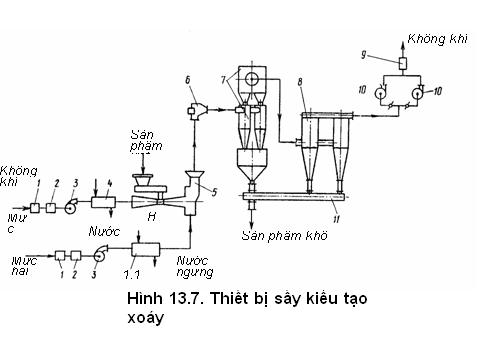 Không khí
9
10
10
6
7
8
Sản
phẩm
Không
khí
1
2
3
4
5
H
Mức
Nước
11
Sản phẩm khô
Mức hai
1
2
3
1.1
Nước
ngưng
Hình 13.7. Thiết bị sấy kiểu tạo
xoáy